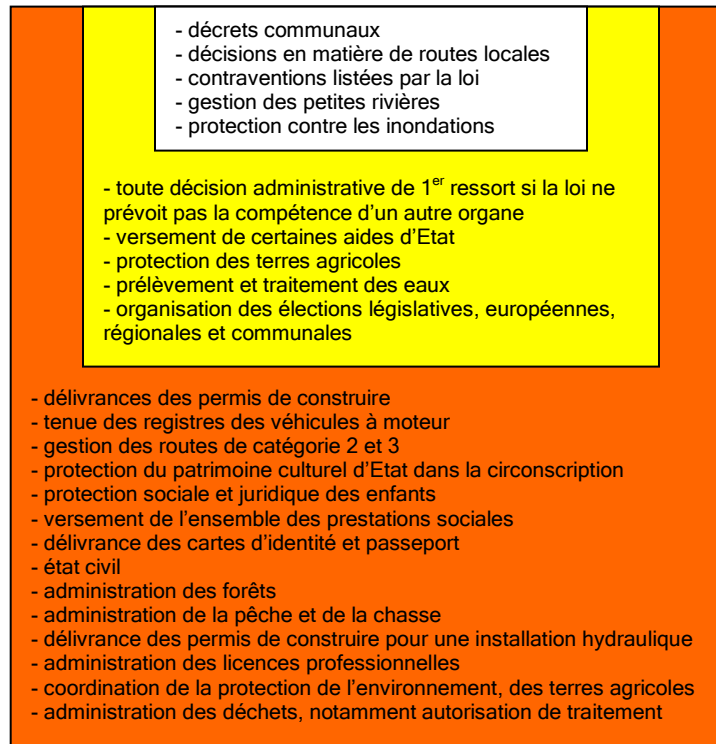 - décrets communaux
- décisions en matière de routes locales
- contraventions listées par la loi
- gestion des petites rivières
- protection contre les inondations
- toute décision administrative de 1er ressort si la loi ne
prévoit pas la compétence d'un autre organe
- versement de certaines aides d'Etat
- protection des terres agricoles
- prélèvement et traitement des eaux
- organisation des élections législatives, européennes,
régionales et communales
- délivrances des permis de construire
- tenue des registres des véhicules à moteur
- gestion des routes de catégorie 2 et 3
- protection du patrimoine culturel d'Etat dans la circonscription
- protection sociale et juridique des enfants
- versement de l'ensemble des prestations sociales
- délivrance des cartes d'identité et passeport
- état civil
- administration des forêts
- administration de la pêche et de la chasse
- délivrance des permis de construire pour une installation hydraulique
- administration des licences professionnelles
- coordination de la protection de l'environnement, des terres agricoles
- administration des déchets, notamment autorisation de traitement